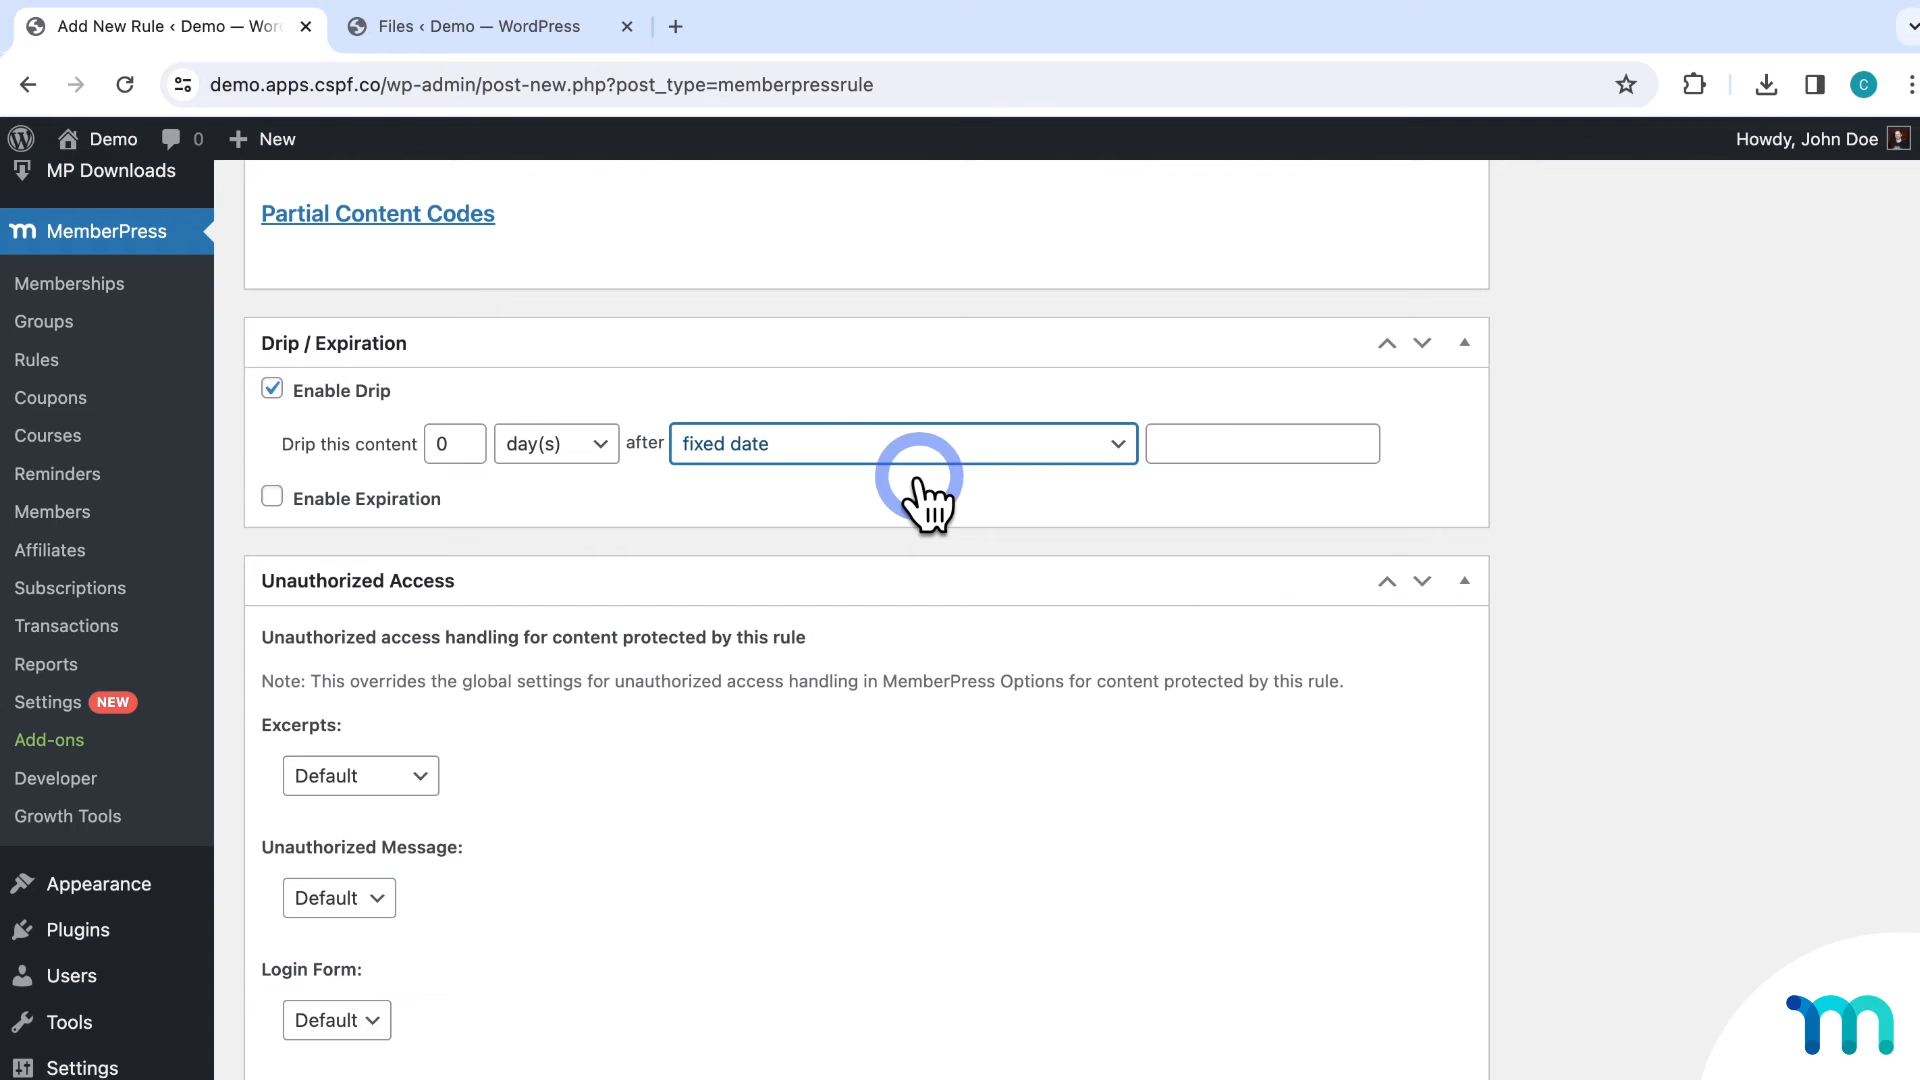 Add New Rule ‹ Demo — Wor
Files ‹ Demo — WordPress
demo.apps.cspf.co/wp-admin/post-new.php?post_type=memberpressrule
C
Demo
0
New
Howdy, John Doe
MP Downloads
MemberPress
Memberships
Groups
Rules
Coupons
Courses
Reminders
Members
Affiliates
Subscriptions
Transactions
Reports
Settings NEW
Add-ons
Developer
Growth Tools
Appearance
Plugins
Users
Tools
Settings
Partial Content Codes
Drip / Expiration
Enable Drip
Drip this content 0 day(s) after fixed date
Enable Expiration
Unauthorized Access
Unauthorized access handling for content protected by this rule
Note: This overrides the global settings for unauthorized access handling in MemberPress Options for content protected by this rule.
Excerpts:
Default
Unauthorized Message:
Default
Login Form:
Default
m